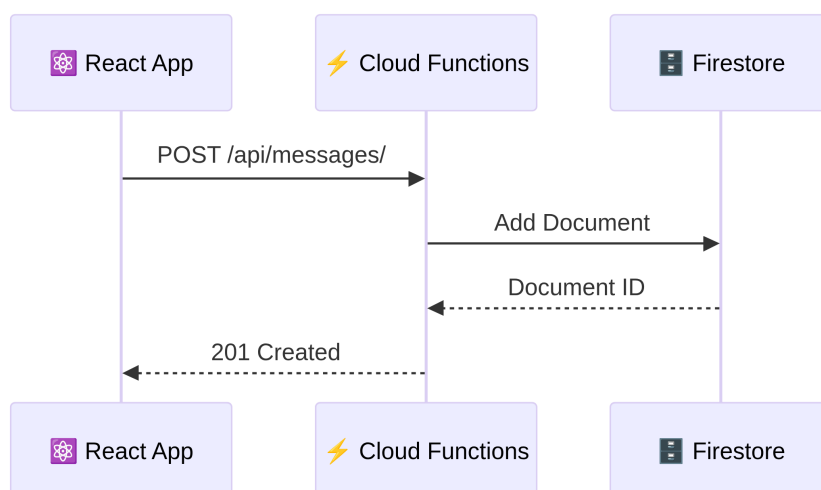 ⚛️ React App
⚡ Cloud Functions
🗄️ Firestore
POST /api/messages/
Add Document
Document ID
201 Created
⚛️ React App
⚡ Cloud Functions
🗄️ Firestore